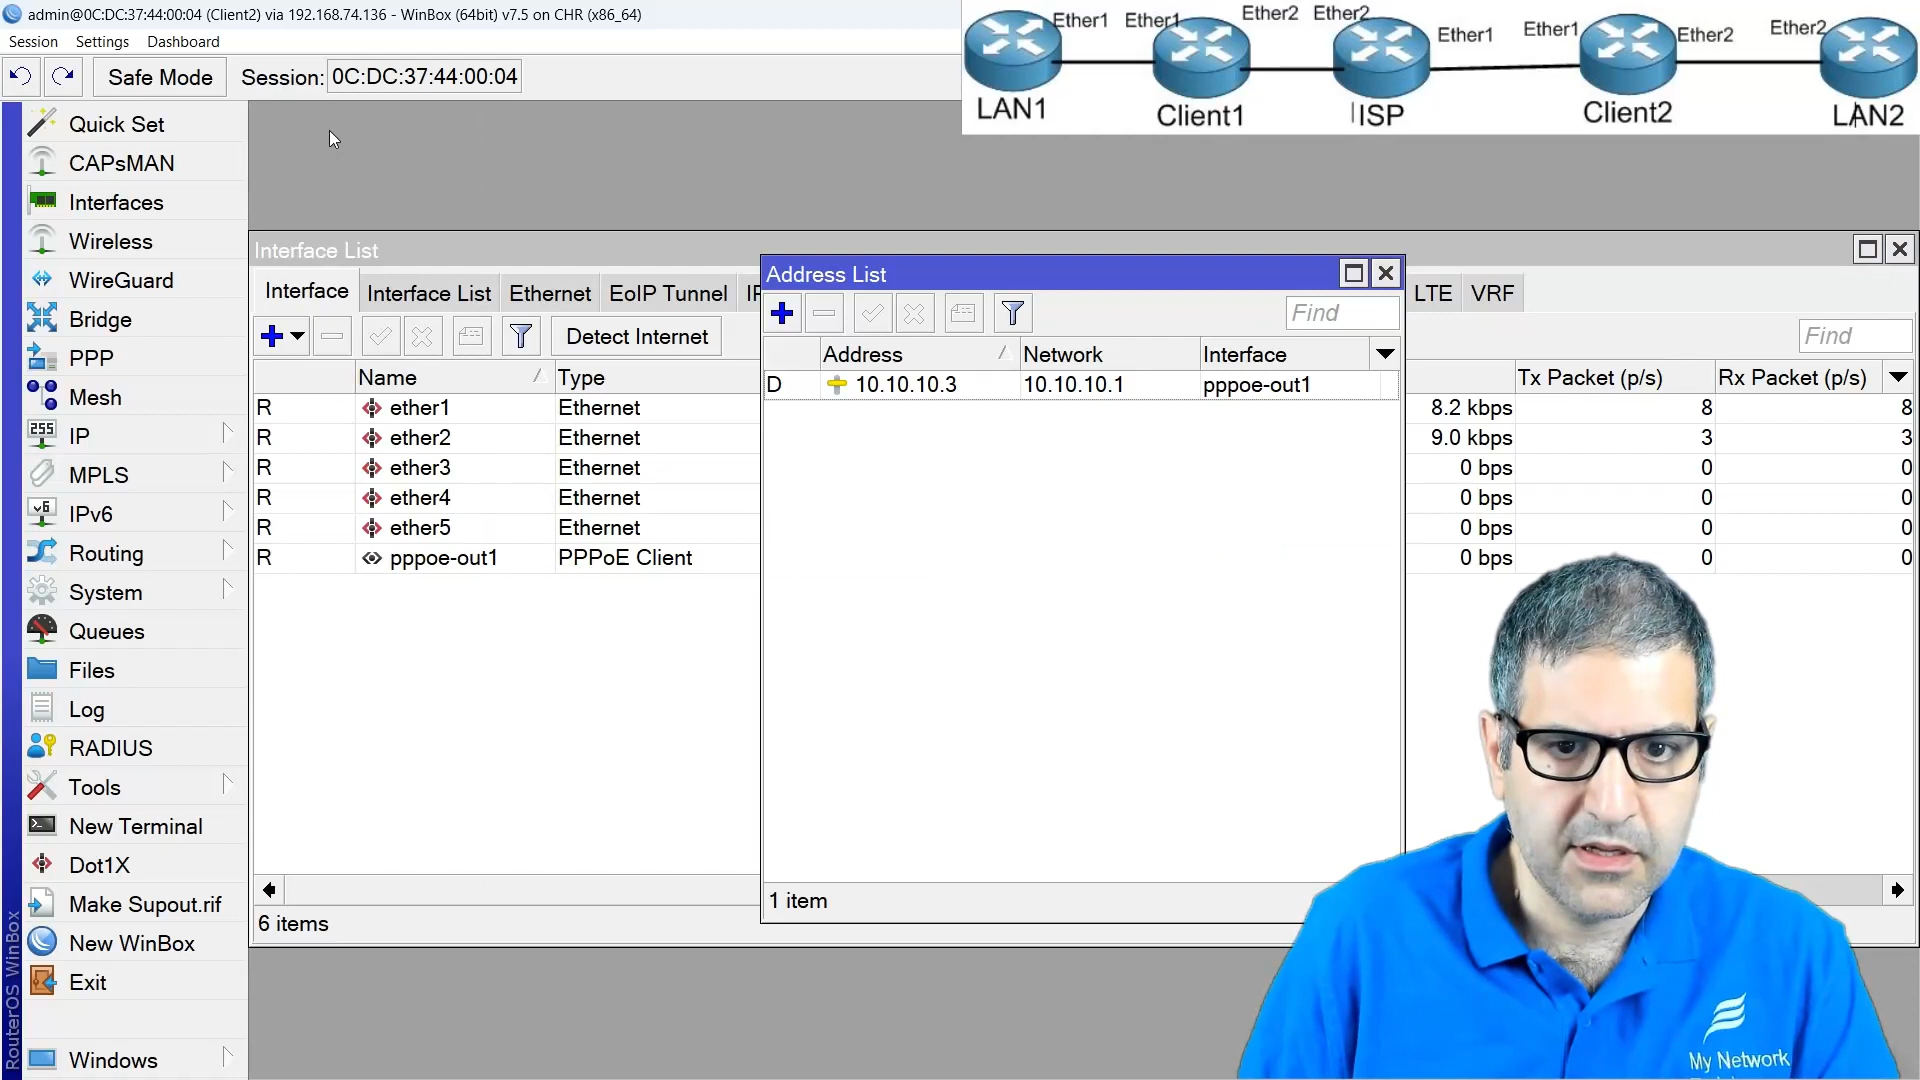 admin@0C:DC:37:44:00:04 (Client2) via 192.168.74.136 - WinBox (64bit) v7.5 on CHR (x86_64)
Session Settings Dashboard
Safe Mode Session: 0C:DC:37:44:00:04
Ether1 Ether1 Ether2 Ether2 Ether1 Ether1 Ether2 Ether2
LAN1 Client1 ISP Client2 LAN2
Quick Set
CAPsMAN
Interfaces
Wireless
WireGuard
Bridge
PPP
Mesh
IP
MPLS
IPv6
Routing
System
Queues
Files
Log
RADIUS
Tools
New Terminal
Dot1X
Make Supout.rif
New WinBox
Exit
Windows
RouterOS WinBox
Interface List
Interface Interface List Ethernet EoIP Tunnel LTE VRF
Detect Internet Find
Name Type Tx Packet (p/s) Rx Packet (p/s)
R ether1 Ethernet 8.2 kbps 8 8
R ether2 Ethernet 9.0 kbps 3 3
R ether3 Ethernet 0 bps 0 0
R ether4 Ethernet 0 bps 0 0
R ether5 Ethernet 0 bps 0 0
R pppoe-out1 PPPoE Client 0 bps 0 0
6 items
Address List
Find
Address Network Interface
D 10.10.10.3 10.10.10.1 pppoe-out1
1 item
My Network